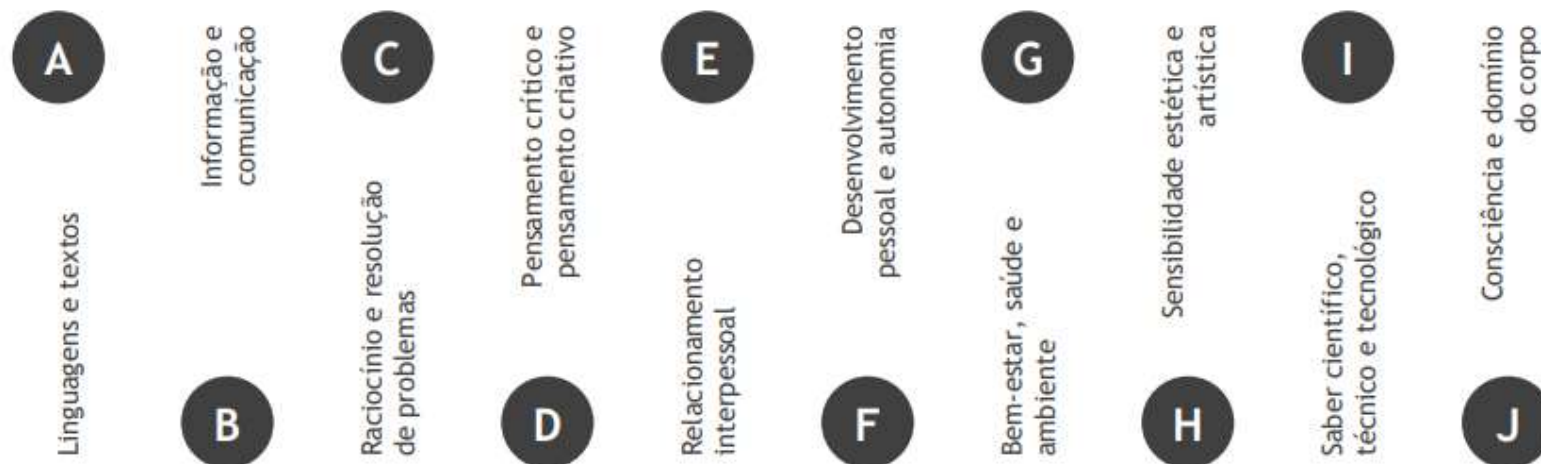 A
Linguagens e textos
B
Informação e
comunicação
C
Raciocínio e resolução
de problemas
D
Pensamento crítico e
pensamento criativo
E
Relacionamento
interpessoal
F
Desenvolvimento
pessoal e autonomia
G
Bem-estar, saúde e
ambiente
H
Sensibilidade estética e
artística
I
Saber científico,
técnico e tecnológico
J
Consciência e domínio
do corpo